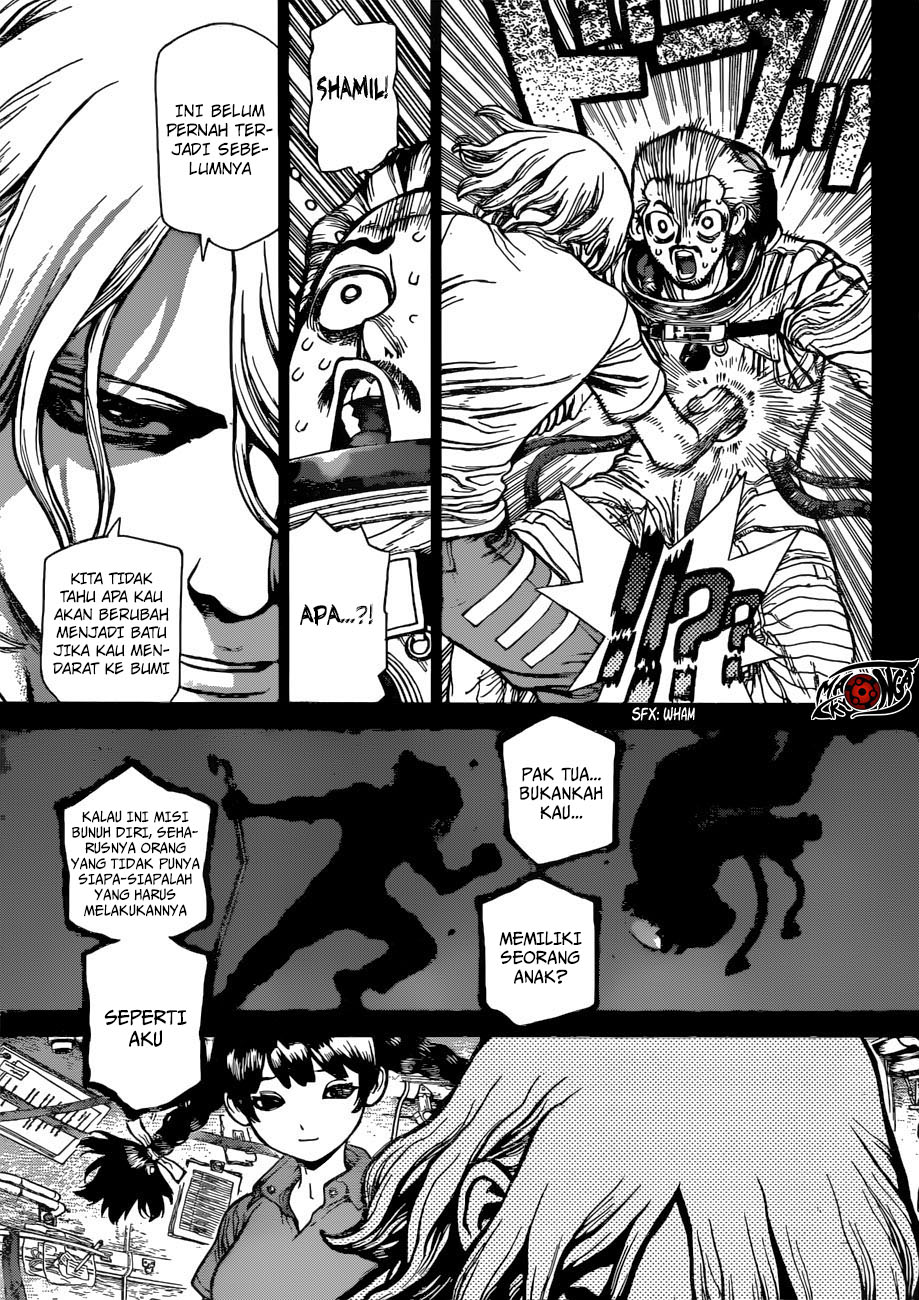 SHAMIL!
APA...?!
SFX: WHAM
INI BELUM
PERNAH TER-
JADI SEBE-
LUMNYA
KITA TIDAK
TAHU APA KAU
AKAN BERUBAH
MENJADI BATU
JIKA KAU MEN-
DARAT KE BUMI
PAK TUA...
BUKANKAH
KAU...
MEMILIKI
SEORANG
ANAK?
KALAU INI MISI
BUNUH DIRI, SEHA-
RUSNYA ORANG
YANG TIDAK PUNYA
SIAPA-SIAPALAH
YANG HARUS
MELAKUKANNYA
SEPERTI
AKU